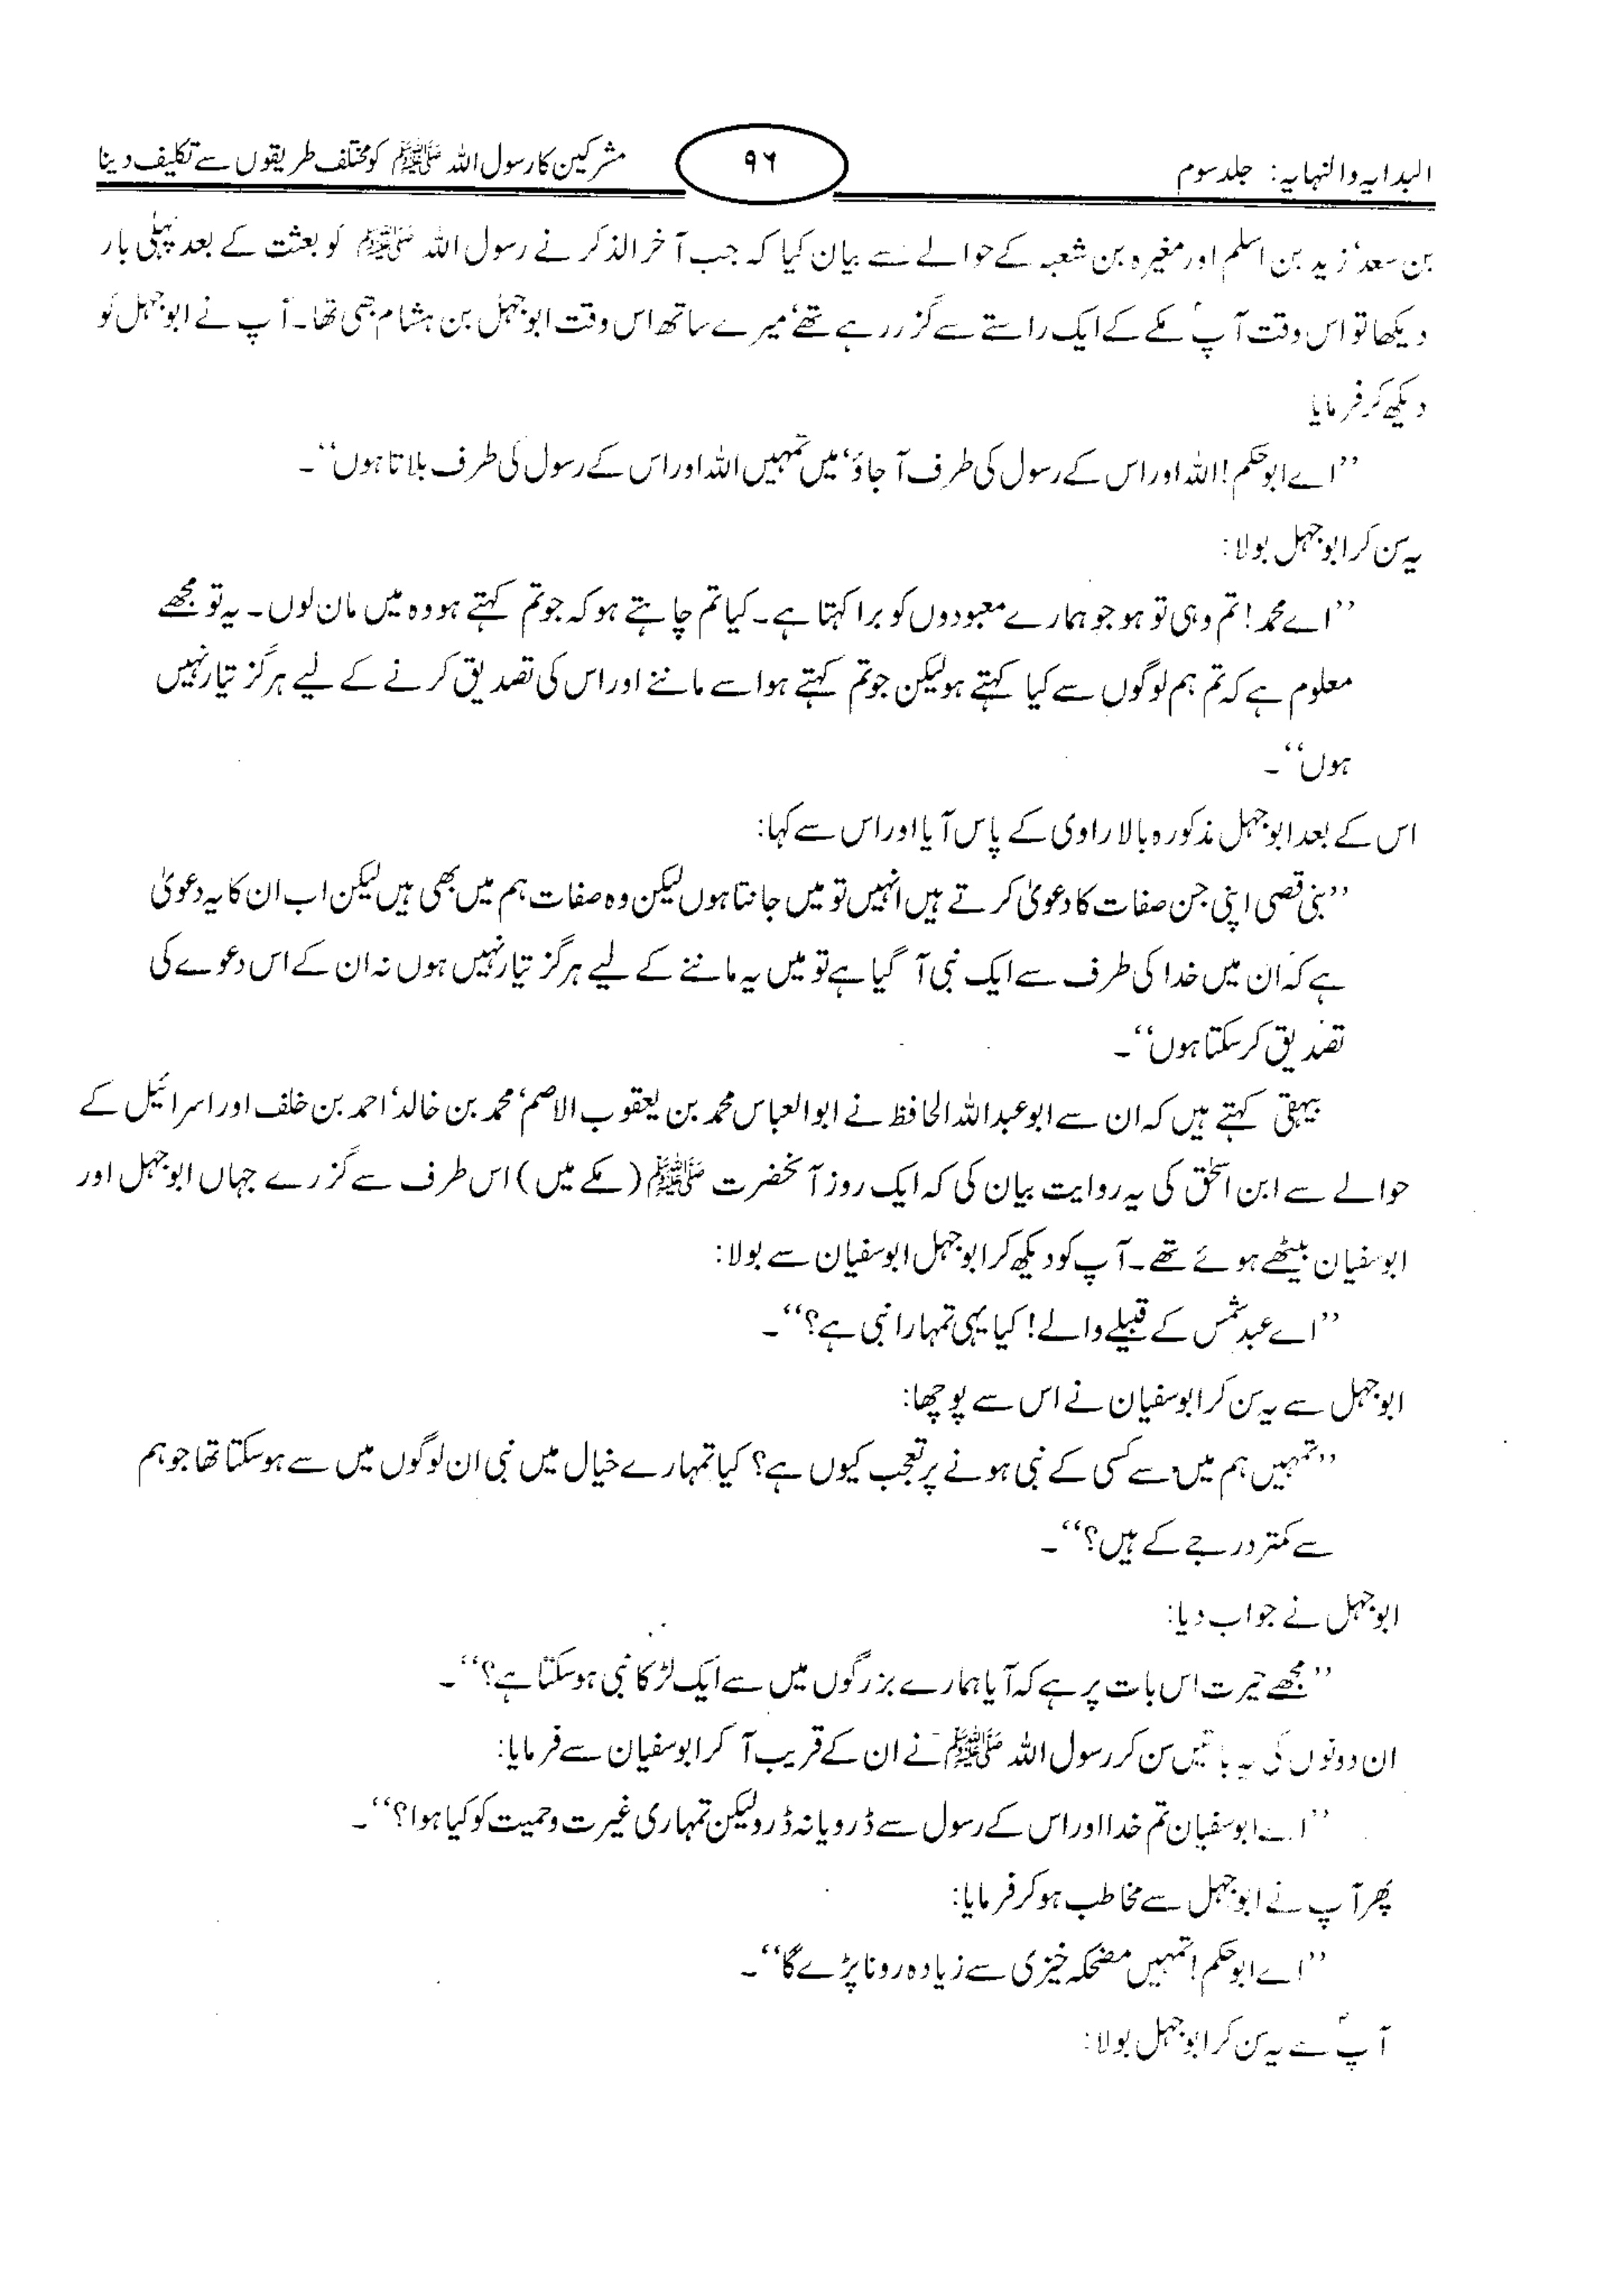 البدایہ والنہایہ: جلد سوم
۹۶
مشرکین کا رسول اللہ ﷺ کو مختلف طریقوں سے تکلیف دینا
بن سعد‘ زید بن اسلم اور مغیرہ بن شعبہ کے حوالے سے بیان کیا کہ جب آخر الذکر نے رسول اللہ ﷺ کو بعثت کے بعد پہلی بار
دیکھا تو اس وقت آپؐ مکے کے ایک راستے سے گزر رہے تھے‘ میرے ساتھ اس وقت ابوجہل بن ہشام بھی تھا۔ آپ نے ابوجہل کو
دیکھ کر فرمایا
’’اے ابوحکم! اللہ اور اس کے رسول کی طرف آ جاؤ‘ میں تمہیں اللہ اور اس کے رسول کی طرف بلاتا ہوں‘‘۔
یہ سن کر ابوجہل بولا:
’’اے محمد! تم وہی تو ہو جو ہمارے معبودوں کو برا کہتا ہے۔ کیا تم چاہتے ہو کہ جو تم کہتے ہو وہ میں مان لوں۔ یہ تو مجھے
معلوم ہے کہ تم ہم لوگوں سے کیا کہتے ہو لیکن جو تم کہتے ہو اسے ماننے اور اس کی تصدیق کرنے کے لیے ہرگز تیار نہیں
ہوں‘‘۔
اس کے بعد ابوجہل مذکورہ بالا راوی کے پاس آیا اور اس سے کہا:
’’بنی قصی اپنی جن صفات کا دعویٰ کرتے ہیں انہیں تو میں جانتا ہوں لیکن وہ صفات ہم میں بھی ہیں لیکن اب ان کا یہ دعویٰ
ہے کہ ان میں خدا کی طرف سے ایک نبی آ گیا ہے تو میں یہ ماننے کے لیے ہرگز تیار نہیں ہوں نہ ان کے اس دعوے کی
تصدیق کر سکتا ہوں‘‘۔
بیہقی کہتے ہیں کہ ان سے ابوعبداللہ الحافظ نے ابوالعباس محمد بن یعقوب الاصم‘ محمد بن خالد‘ احمد بن خلف اور اسرائیل کے
حوالے سے ابن اسحٰق کی یہ روایت بیان کی کہ ایک روز آنحضرت ﷺ (مکے میں) اس طرف سے گزرے جہاں ابوجہل اور
ابوسفیان بیٹھے ہوئے تھے۔ آپ کو دیکھ کر ابوجہل ابوسفیان سے بولا:
’’اے عبدشمس کے قبیلے والے! کیا یہی تمہارا نبی ہے؟‘‘۔
ابوجہل سے یہ سن کر ابوسفیان نے اس سے پوچھا:
’’تمہیں ہم میں سے کسی کے نبی ہونے پر تعجب کیوں ہے؟ کیا تمہارے خیال میں نبی ان لوگوں میں سے ہو سکتا تھا جو ہم
سے کمتر درجے کے ہیں؟‘‘۔
ابوجہل نے جواب دیا:
’’مجھے حیرت اس بات پر ہے کہ آیا ہمارے بزرگوں میں سے ایک لڑکا نبی ہو سکتا ہے؟‘‘۔
ان دونوں کی یہ باتیں سن کر رسول اللہ ﷺ نے ان کے قریب آ کر ابوسفیان سے فرمایا:
’’اے ابوسفیان تم خدا اور اس کے رسول سے ڈرو یا نہ ڈرو لیکن تمہاری غیرت و حمیت کو کیا ہوا؟‘‘۔
پھر آپ نے ابوجہل سے مخاطب ہو کر فرمایا:
’’اے ابوحکم! تمہیں مضحکہ خیزی سے زیادہ رونا پڑے گا‘‘۔
آپؐ سے یہ سن کر ابوجہل بولا: